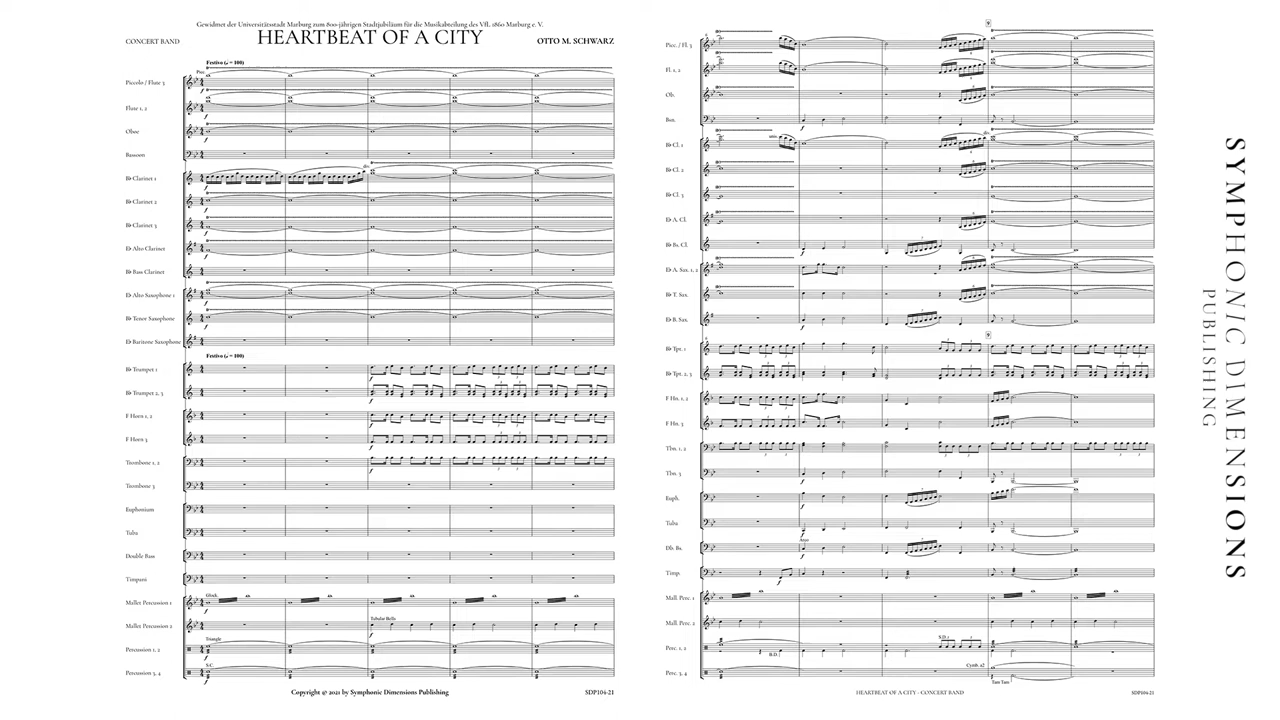 Gewidmet der Universitätsstadt Marburg zum 800-jährigen Stadtjubiläum für die Musikabteilung des VfL 1860 Marburg e. V.
CONCERT BAND
HEARTBEAT OF A CITY
OTTO M. SCHWARZ
Festivo (♩ = 100)
Picc.
Piccolo / Flute 3
Flute 1, 2
Oboe
Bassoon
B♭ Clarinet 1
B♭ Clarinet 2
B♭ Clarinet 3
E♭ Alto Clarinet
B♭ Bass Clarinet
E♭ Alto Saxophone 1
B♭ Tenor Saxophone
E♭ Baritone Saxophone
Festivo (♩ = 100)
B♭ Trumpet 1
B♭ Trumpet 2, 3
F Horn 1, 2
F Horn 3
Trombone 1, 2
Trombone 3
Euphonium
Tuba
Double Bass
Timpani
Glock.
Mallet Percussion 1
Tubular Bells
Mallet Percussion 2
Triangle
Percussion 1, 2
S.C.
Percussion 3, 4
Copyright © 2021 by Symphonic Dimensions Publishing
SDP104-21
9
Picc. / Fl. 3
Fl. 1, 2
Ob.
Bsn.
B♭ Cl. 1
B♭ Cl. 2
B♭ Cl. 3
E♭ A. Cl.
B♭ Bs. Cl.
E♭ A. Sax. 1, 2
B♭ T. Sax.
E♭ B. Sax.
9
B♭ Tpt. 1
B♭ Tpt. 2, 3
F Hn. 1, 2
F Hn. 3
Tbn. 1, 2
Tbn. 3
Euph.
Tuba
Arco
Db. Bs.
Timp.
Mall. Perc. 1
Mall. Perc. 2
S.D.
Perc. 1, 2
B.D.
Cymb. a2
Perc. 3, 4
Tam Tam
HEARTBEAT OF A CITY - CONCERT BAND
SDP104-21
SYMPHONIC DIMENSIONS
PUBLISHING